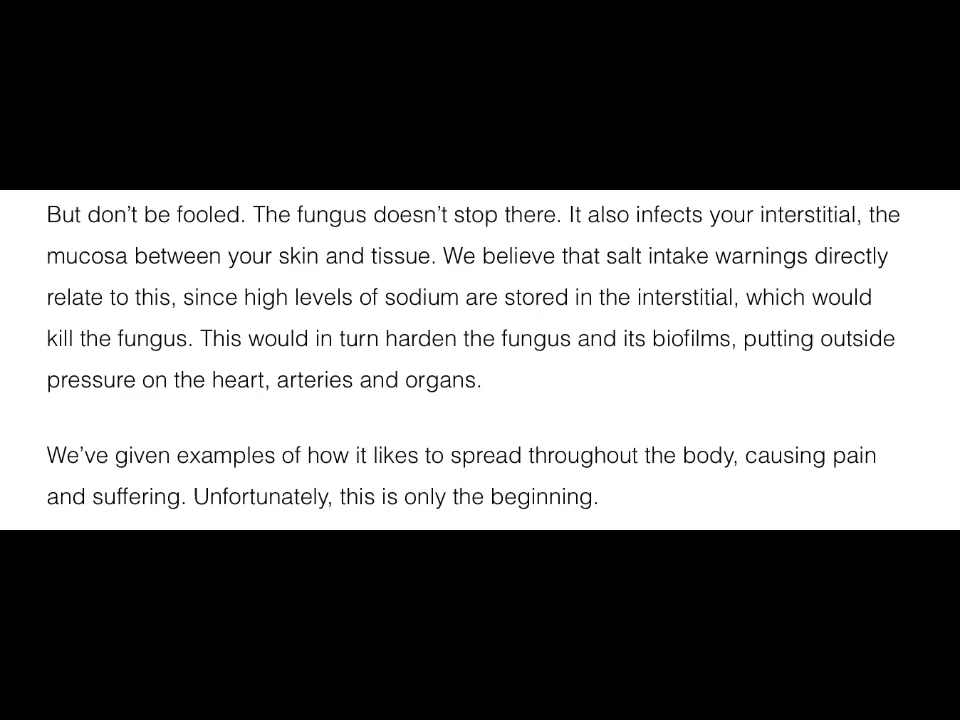 But don’t be fooled. The fungus doesn’t stop there. It also infects your interstitial, the
mucosa between your skin and tissue. We believe that salt intake warnings directly
relate to this, since high levels of sodium are stored in the interstitial, which would
kill the fungus. This would in turn harden the fungus and its biofilms, putting outside
pressure on the heart, arteries and organs.
We’ve given examples of how it likes to spread throughout the body, causing pain
and suffering. Unfortunately, this is only the beginning.